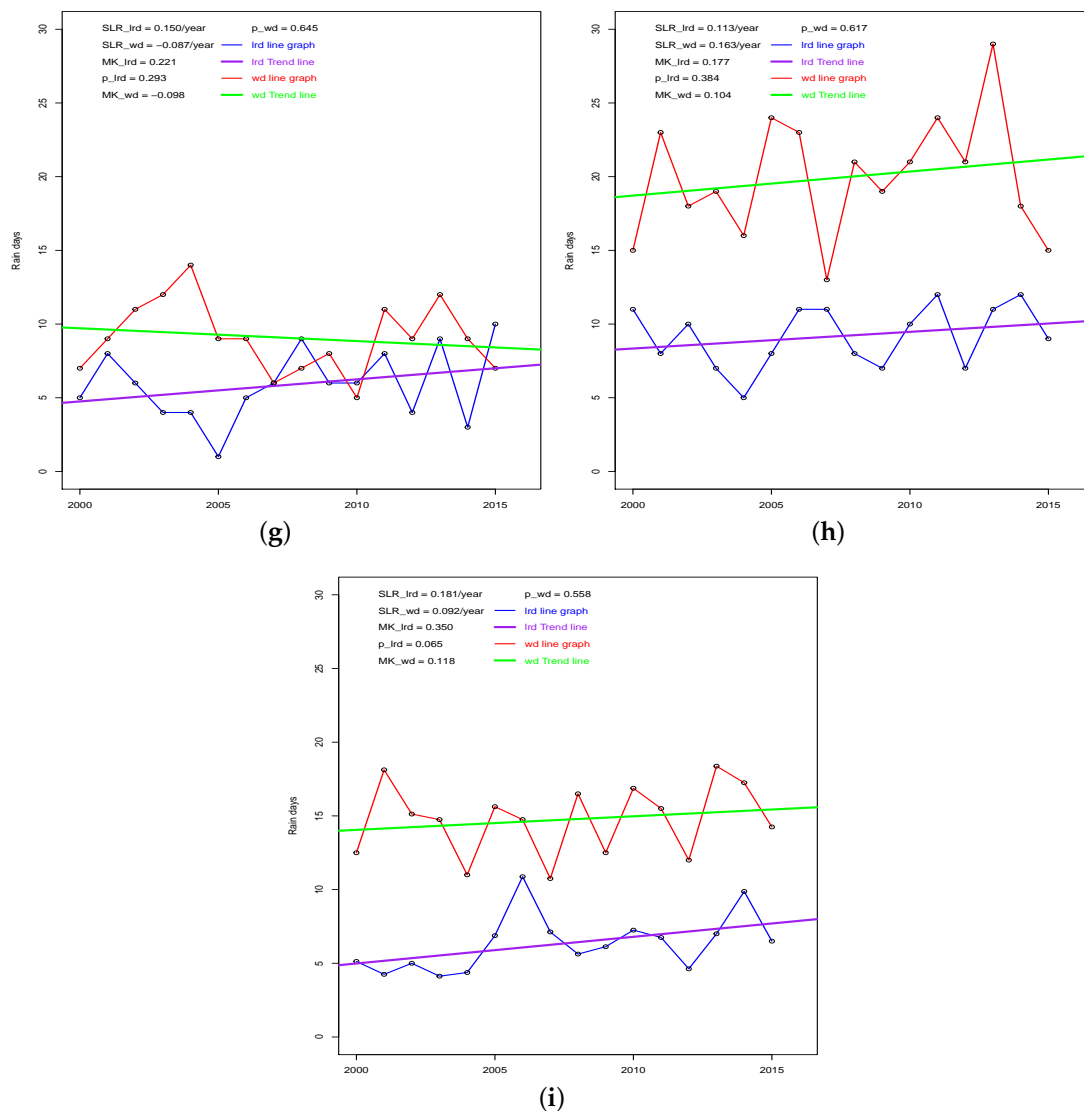 SLR_lrd = 0.150/year p_wd = 0.645
SLR_wd = −0.087/year lrd line graph
MK_lrd = 0.221 lrd Trend line
p_lrd = 0.293 wd line graph
MK_wd = −0.098 wd Trend line
Rain days
30
25
20
15
10
5
0
2000 2005 2010 2015
(g)
SLR_lrd = 0.113/year p_wd = 0.617
SLR_wd = 0.163/year lrd line graph
MK_lrd = 0.177 lrd Trend line
p_lrd = 0.384 wd line graph
MK_wd = 0.104 wd Trend line
Rain days
30
25
20
15
10
5
0
2000 2005 2010 2015
(h)
SLR_lrd = 0.181/year p_wd = 0.558
SLR_wd = 0.092/year lrd line graph
MK_lrd = 0.350 lrd Trend line
p_lrd = 0.065 wd line graph
MK_wd = 0.118 wd Trend line
Rain days
30
25
20
15
10
5
0
2000 2005 2010 2015
(i)